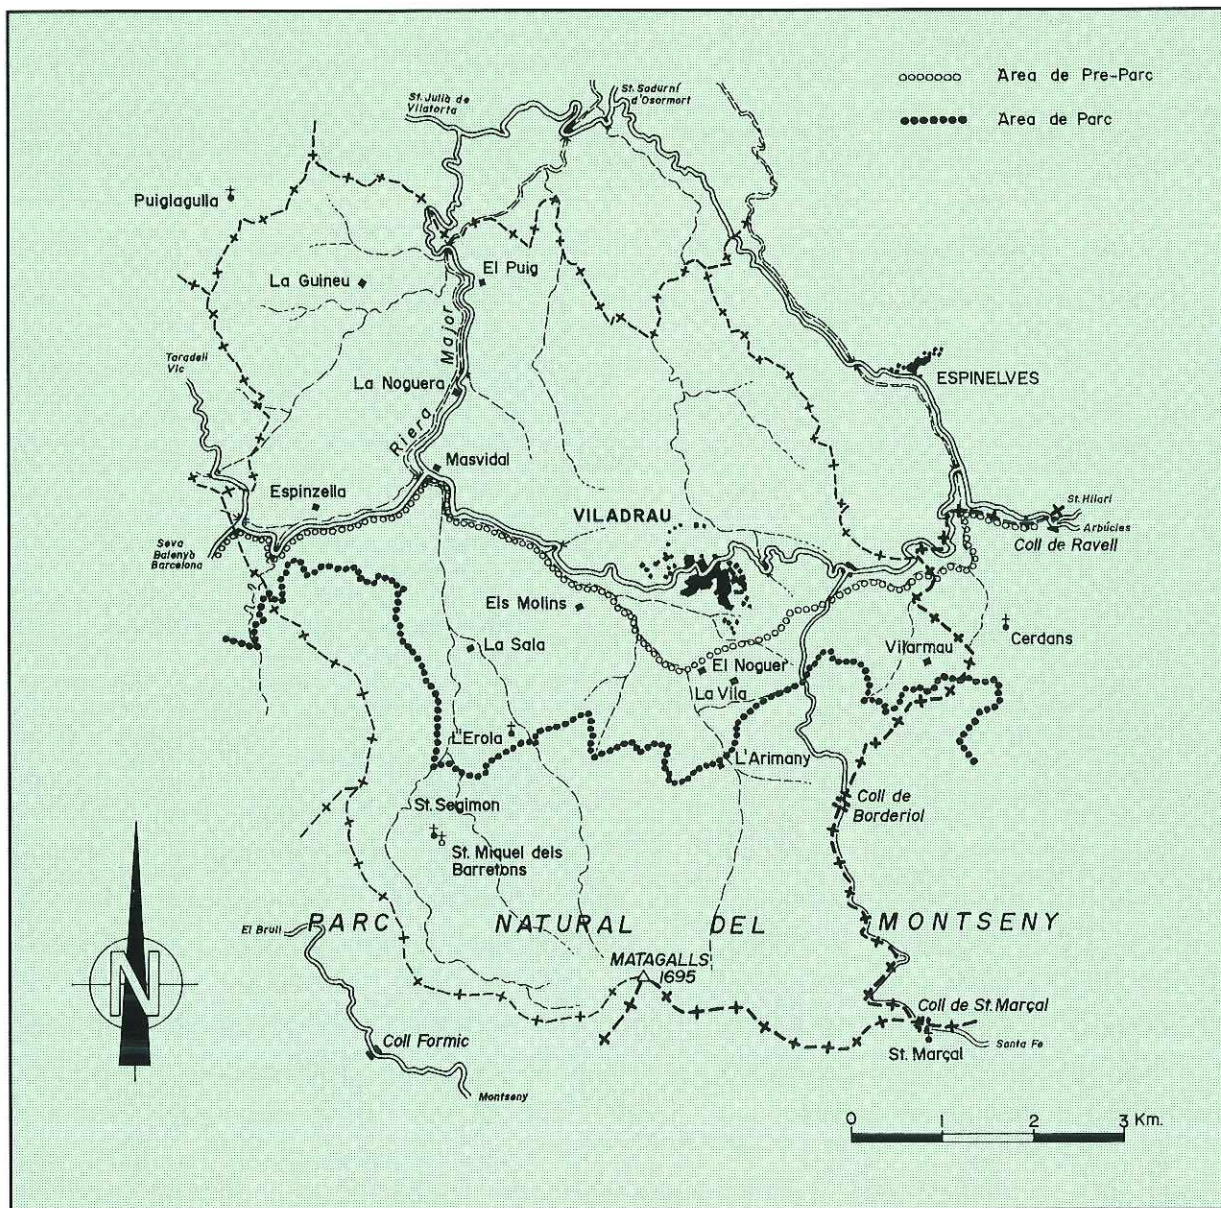 Area de Pre-Parc
Area de Parc
St. Julià de
Vilatorta
St. Sadurní
d'Osormort
Puiglagulla
La Guineu
El Puig
Riera Major
Taradell
Vic
La Noguera
ESPINELVES
Masvidal
Espinzella
VILADRAU
St. Hilari
Arbúcies
Coll de Ravell
Seva
Balenyà
Barcelona
Els Molins
La Sala
El Noguer
La Vila
Vilarmau
Cerdans
L'Erola
L'Arimany
St. Segimon
Coll de
Borderiol
St. Miquel dels
Barretons
El Brull
PARC NATURAL DEL MONTSENY
MATAGALLS
1695
N
Coll Formic
Montseny
Coll de St. Marçal
St. Marçal
Santa Fe
0 1 2 3 Km.